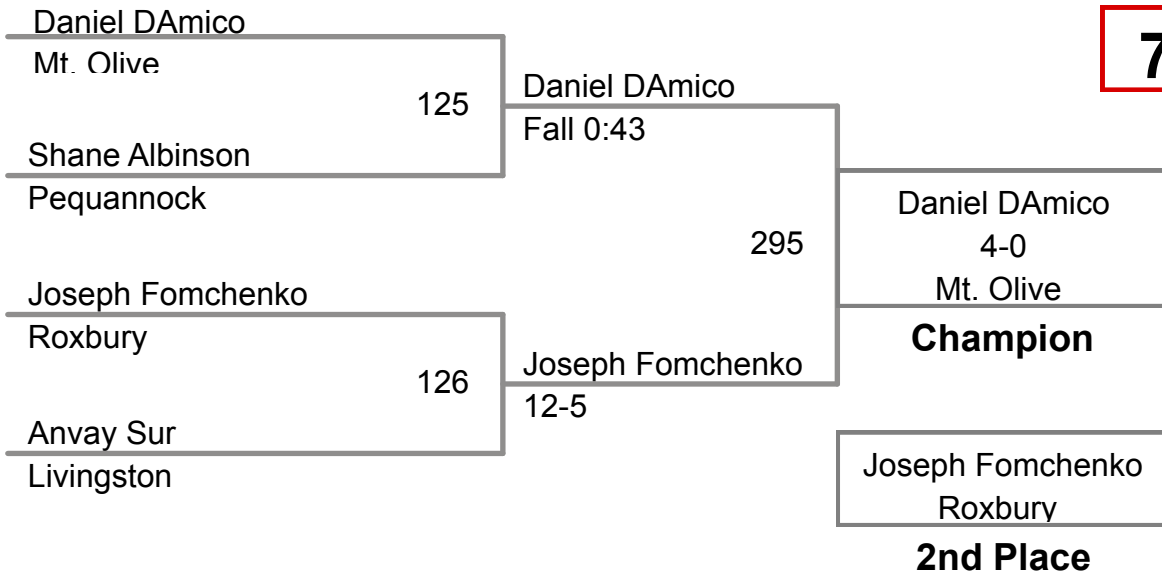 Daniel DAmico
Mt. Olive
125
Shane Albinson
Pequannock
Joseph Fomchenko
Roxbury
126
Anvay Sur
Livingston
Daniel DAmico
Fall 0:43
295
Joseph Fomchenko
12-5
7
Daniel DAmico
4-0
Mt. Olive
Champion
Joseph Fomchenko
Roxbury
2nd Place